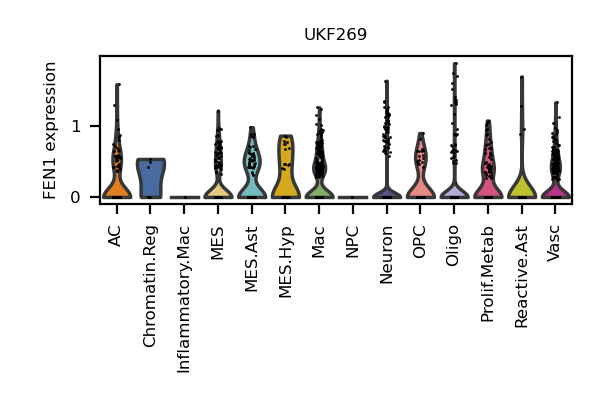 UKF269
FEN1 expression
1
0
AC
Chromatin.Reg
Inflammatory.Mac
MES
MES.Ast
MES.Hyp
Mac
NPC
Neuron
OPC
Oligo
Prolif.Metab
Reactive.Ast
Vasc